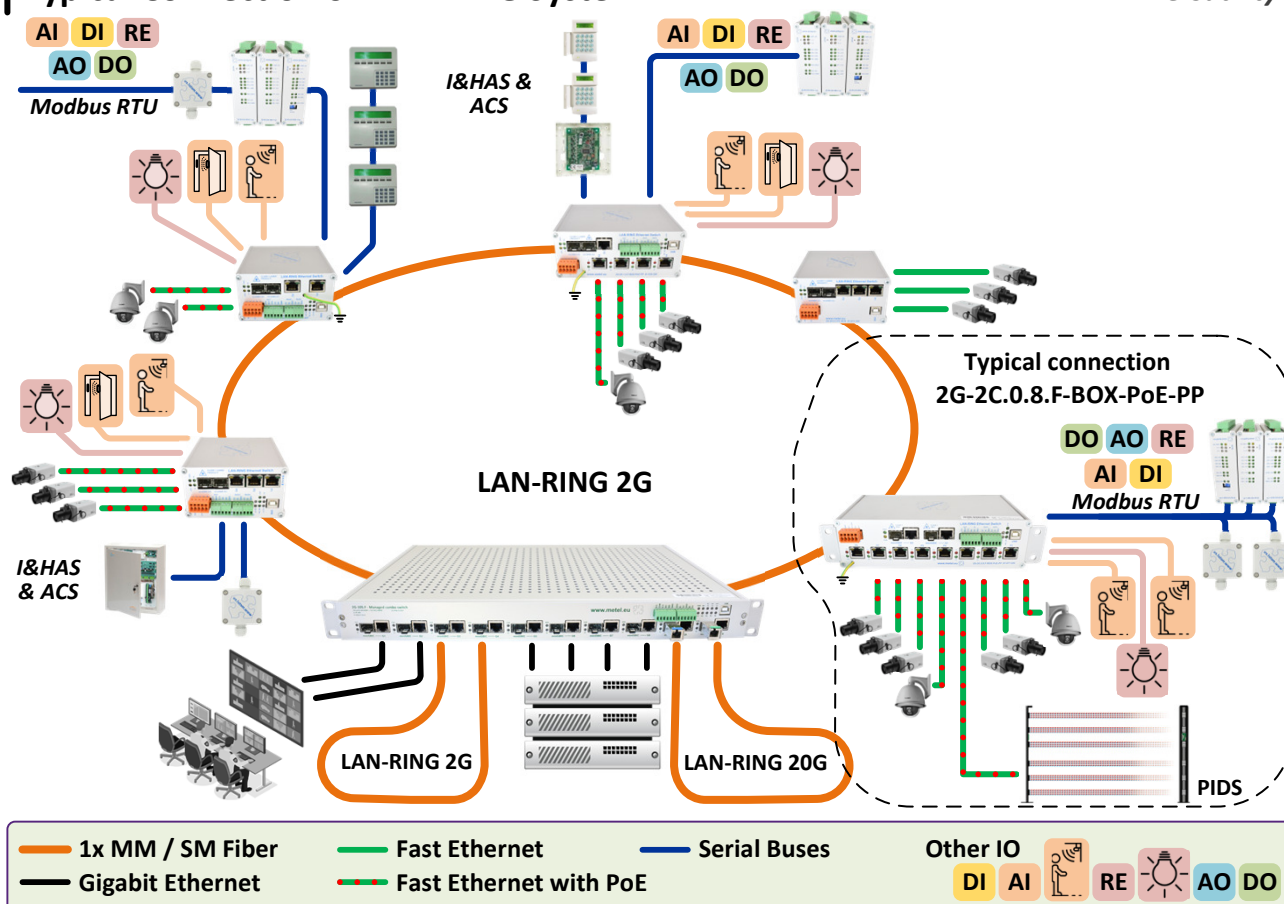 AI DI RE
AO DO
Modbus RTU
I&HAS &
ACS
AI DI RE
AO DO
Typical connection
2G-2C.0.8.F-BOX-PoE-PP
DO AO RE
AI DI
Modbus RTU
LAN-RING 2G
I&HAS
& ACS
www.metel.eu
LAN-RING 2G
LAN-RING 20G
PIDS
1x MM / SM Fiber
Fast Ethernet
Serial Buses
Other IO
Gigabit Ethernet
Fast Ethernet with PoE
DI AI RE AO DO